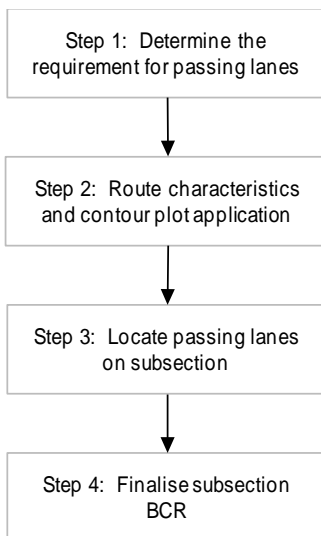 Step 1: Determine the
requirement for passing lanes
Step 2: Route characteristics
and contour plot application
Step 3: Locate passing lanes
on subsection
Step 4: Finalise subsection
BCR